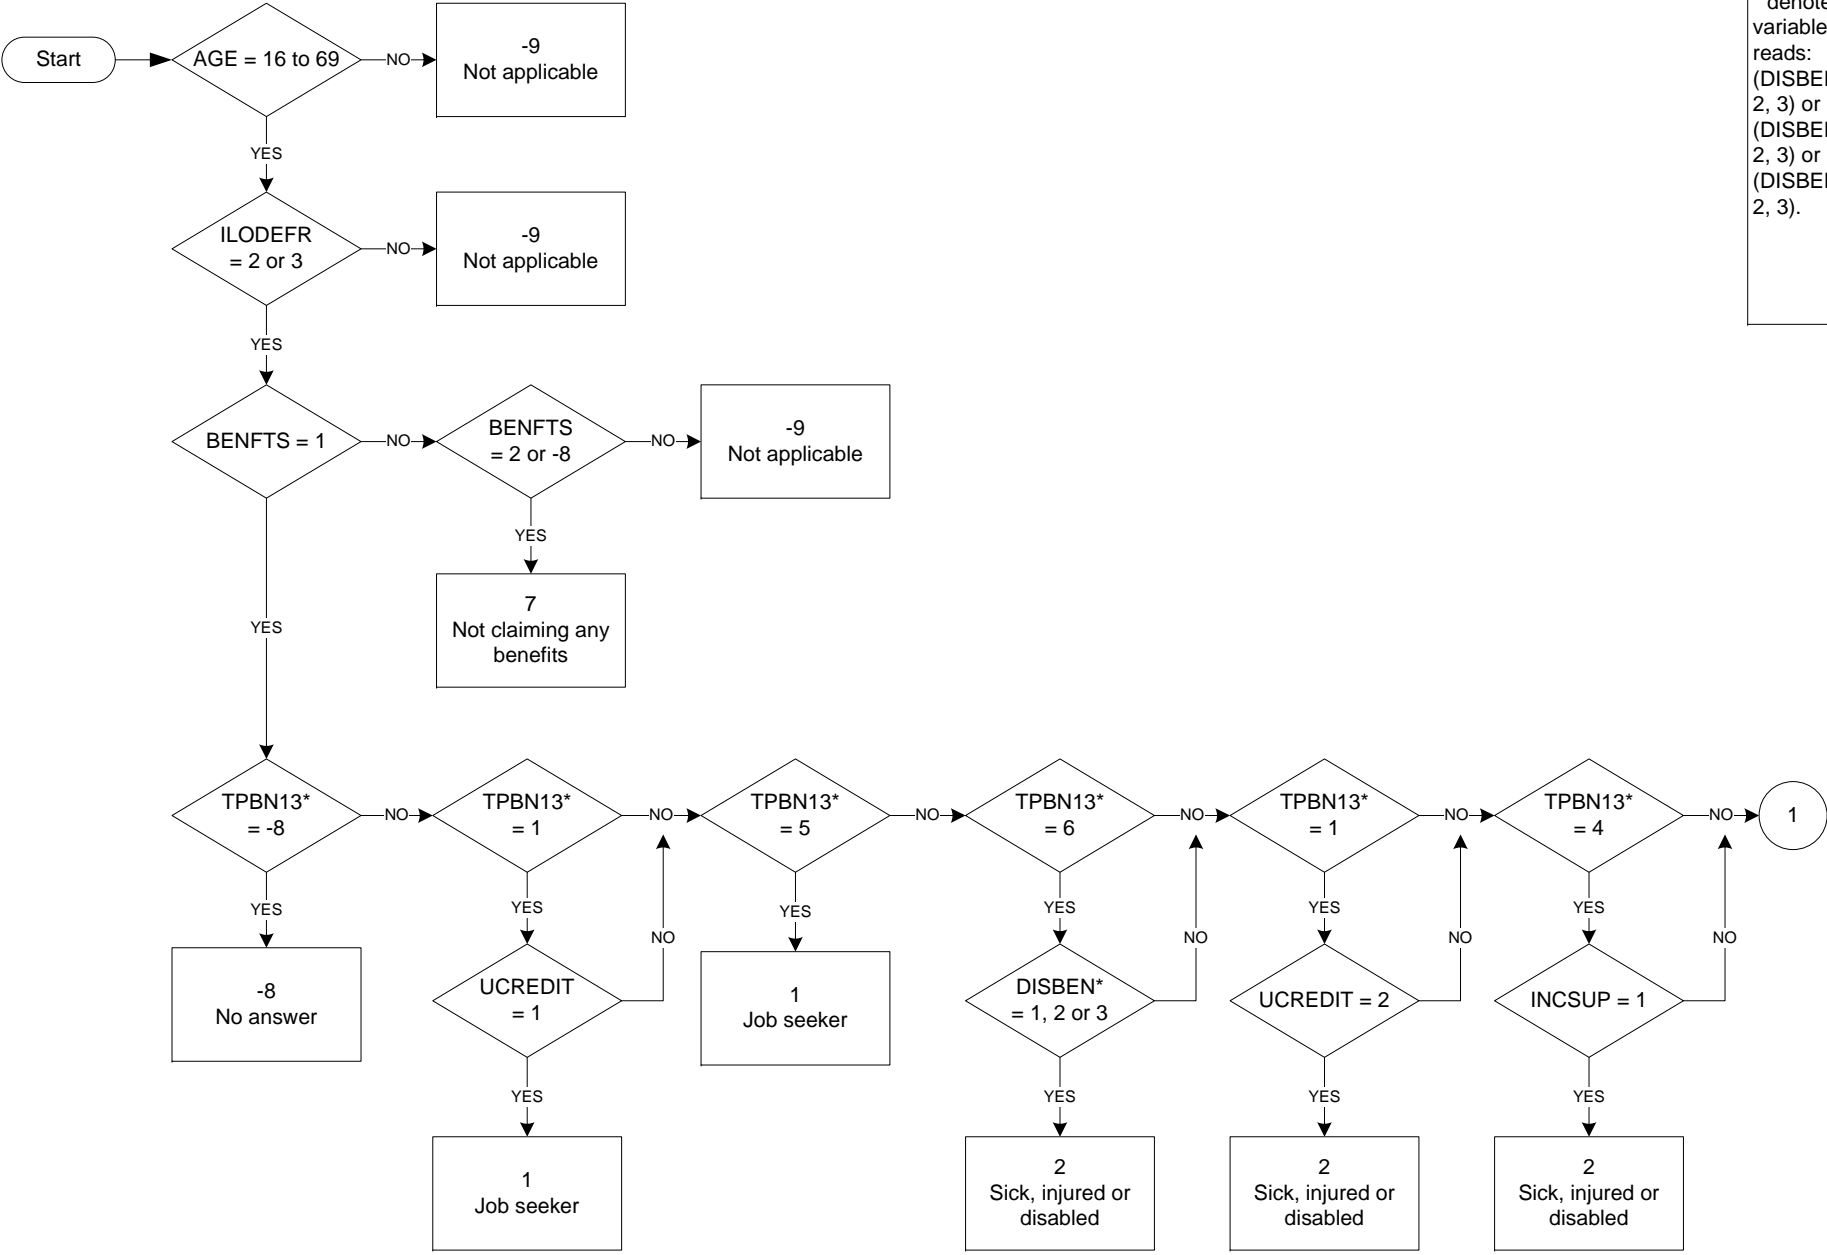 Start
AGE = 16 to 69
NO
-9
Not applicable
variable
reads:
2, 3) or
2, 3) or
2, 3).
YES
ILODEFR
= 2 or 3
NO
-9
Not applicable
YES
BENFTS = 1
NO
BENFTS
= 2 or -8
NO
-9
Not applicable
YES
7
Not claiming any
benefits
YES
TPBN13*
= -8
NO
TPBN13*
= 1
NO
TPBN13*
= 5
NO
TPBN13*
= 6
NO
TPBN13*
= 1
NO
TPBN13*
= 4
NO
1
YES
YES
YES
YES
YES
YES
-8
No answer
UCREDIT
= 1
NO
1
Job seeker
DISBEN*
= 1, 2 or 3
NO
UCREDIT = 2
NO
INCSUP = 1
NO
YES
YES
YES
YES
1
Job seeker
2
Sick, injured or
disabled
2
Sick, injured or
disabled
2
Sick, injured or
disabled